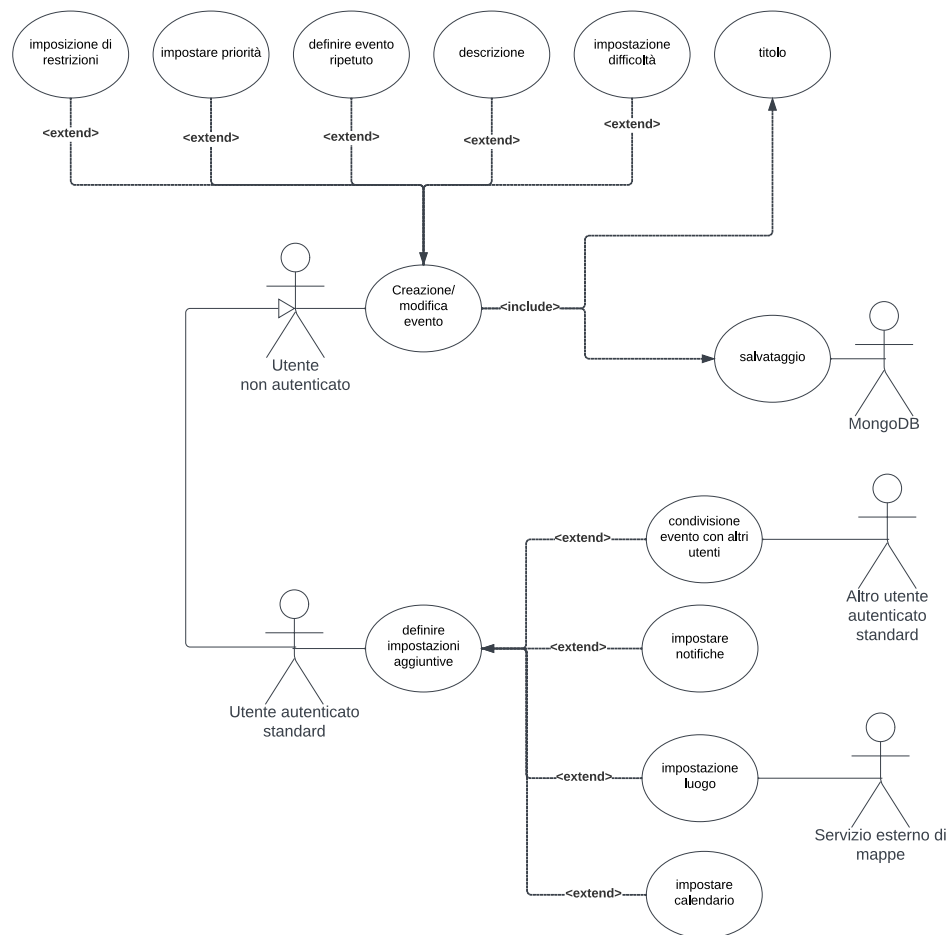 imposizione di
restrizioni
impostare priorità
definire evento
ripetuto
descrizione
impostazione
difficoltà
titolo
<extend>
<extend>
<extend>
<extend>
<extend>
Creazione/
modifica
evento
<include>
Utente
non autenticato
salvataggio
MongoDB
condivisione
evento con altri
utenti
<extend>
Altro utente
autenticato
standard
definire
impostazioni
aggiuntive
<extend>
impostare
notifiche
Utente autenticato
standard
<extend>
impostazione
luogo
Servizio esterno di
mappe
<extend>
impostare
calendario